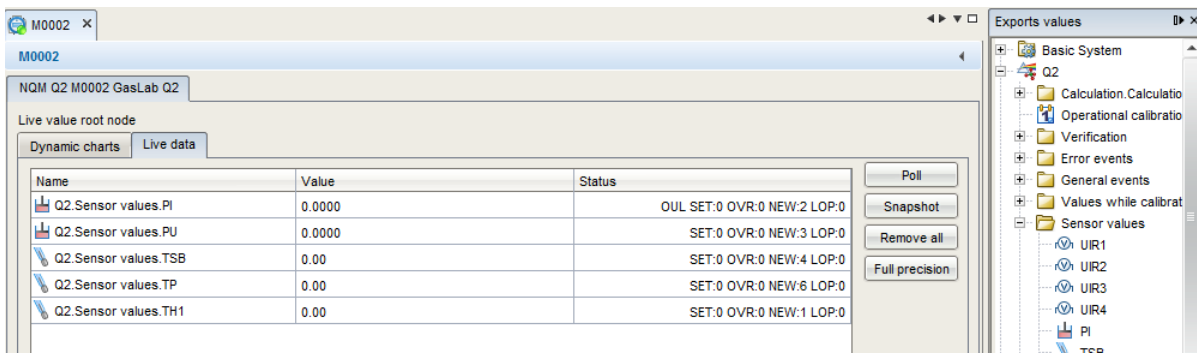 M0002
M0002
NQM Q2 M0002 GasLab Q2
Live value root node
Dynamic charts Live data
Name Value Status
Q2.Sensor values.PI 0.0000 OUL SET:0 OVR:0 NEW:2 LOP:0
Q2.Sensor values.PU 0.0000 SET:0 OVR:0 NEW:3 LOP:0
Q2.Sensor values.TSB 0.00 SET:0 OVR:0 NEW:4 LOP:0
Q2.Sensor values.TP 0.00 SET:0 OVR:0 NEW:6 LOP:0
Q2.Sensor values.TH1 0.00 SET:0 OVR:0 NEW:1 LOP:0
Poll
Snapshot
Remove all
Full precision
Exports values
Basic System
Q2
Calculation.Calculatio
Operational calibratio
Verification
Error events
General events
Values while calibrat
Sensor values
UIR1
UIR2
UIR3
UIR4
PI
TSB